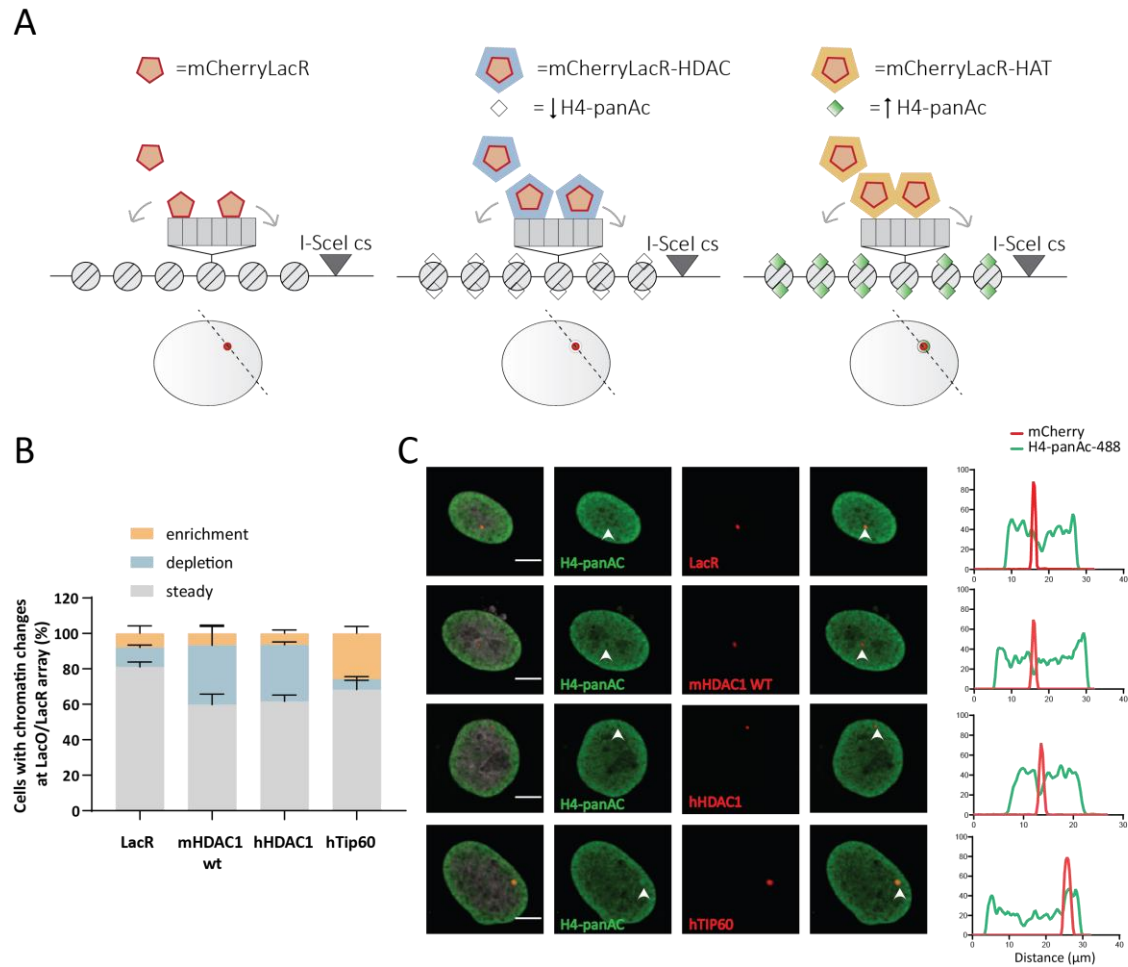 A
=mCherryLacR
=mCherryLacR-HDAC
=mCherryLacR-HAT
= ↓H4-panAc
= ↑H4-panAc
I-SceI cs
I-SceI cs
I-SceI cs
B
enrichment
depletion
steady
Cells with chromatin changes
at LacO/LacR array (%)
120
100
80
60
40
20
0
LacR
mHDAC1
wt
hHDAC1
hTip60
C
mCherry
H4-panAc-488
H4-panAC
LacR
100
80
60
40
20
0
0 10 20 30 40
H4-panAC
mHDAC1 WT
100
80
60
40
20
0
0 10 20 30 40
H4-panAC
hHDAC1
100
80
60
40
20
0
0 10 20 30
H4-panAC
hTIP60
100
80
60
40
20
0
0 10 20 30 40
Distance (µm)